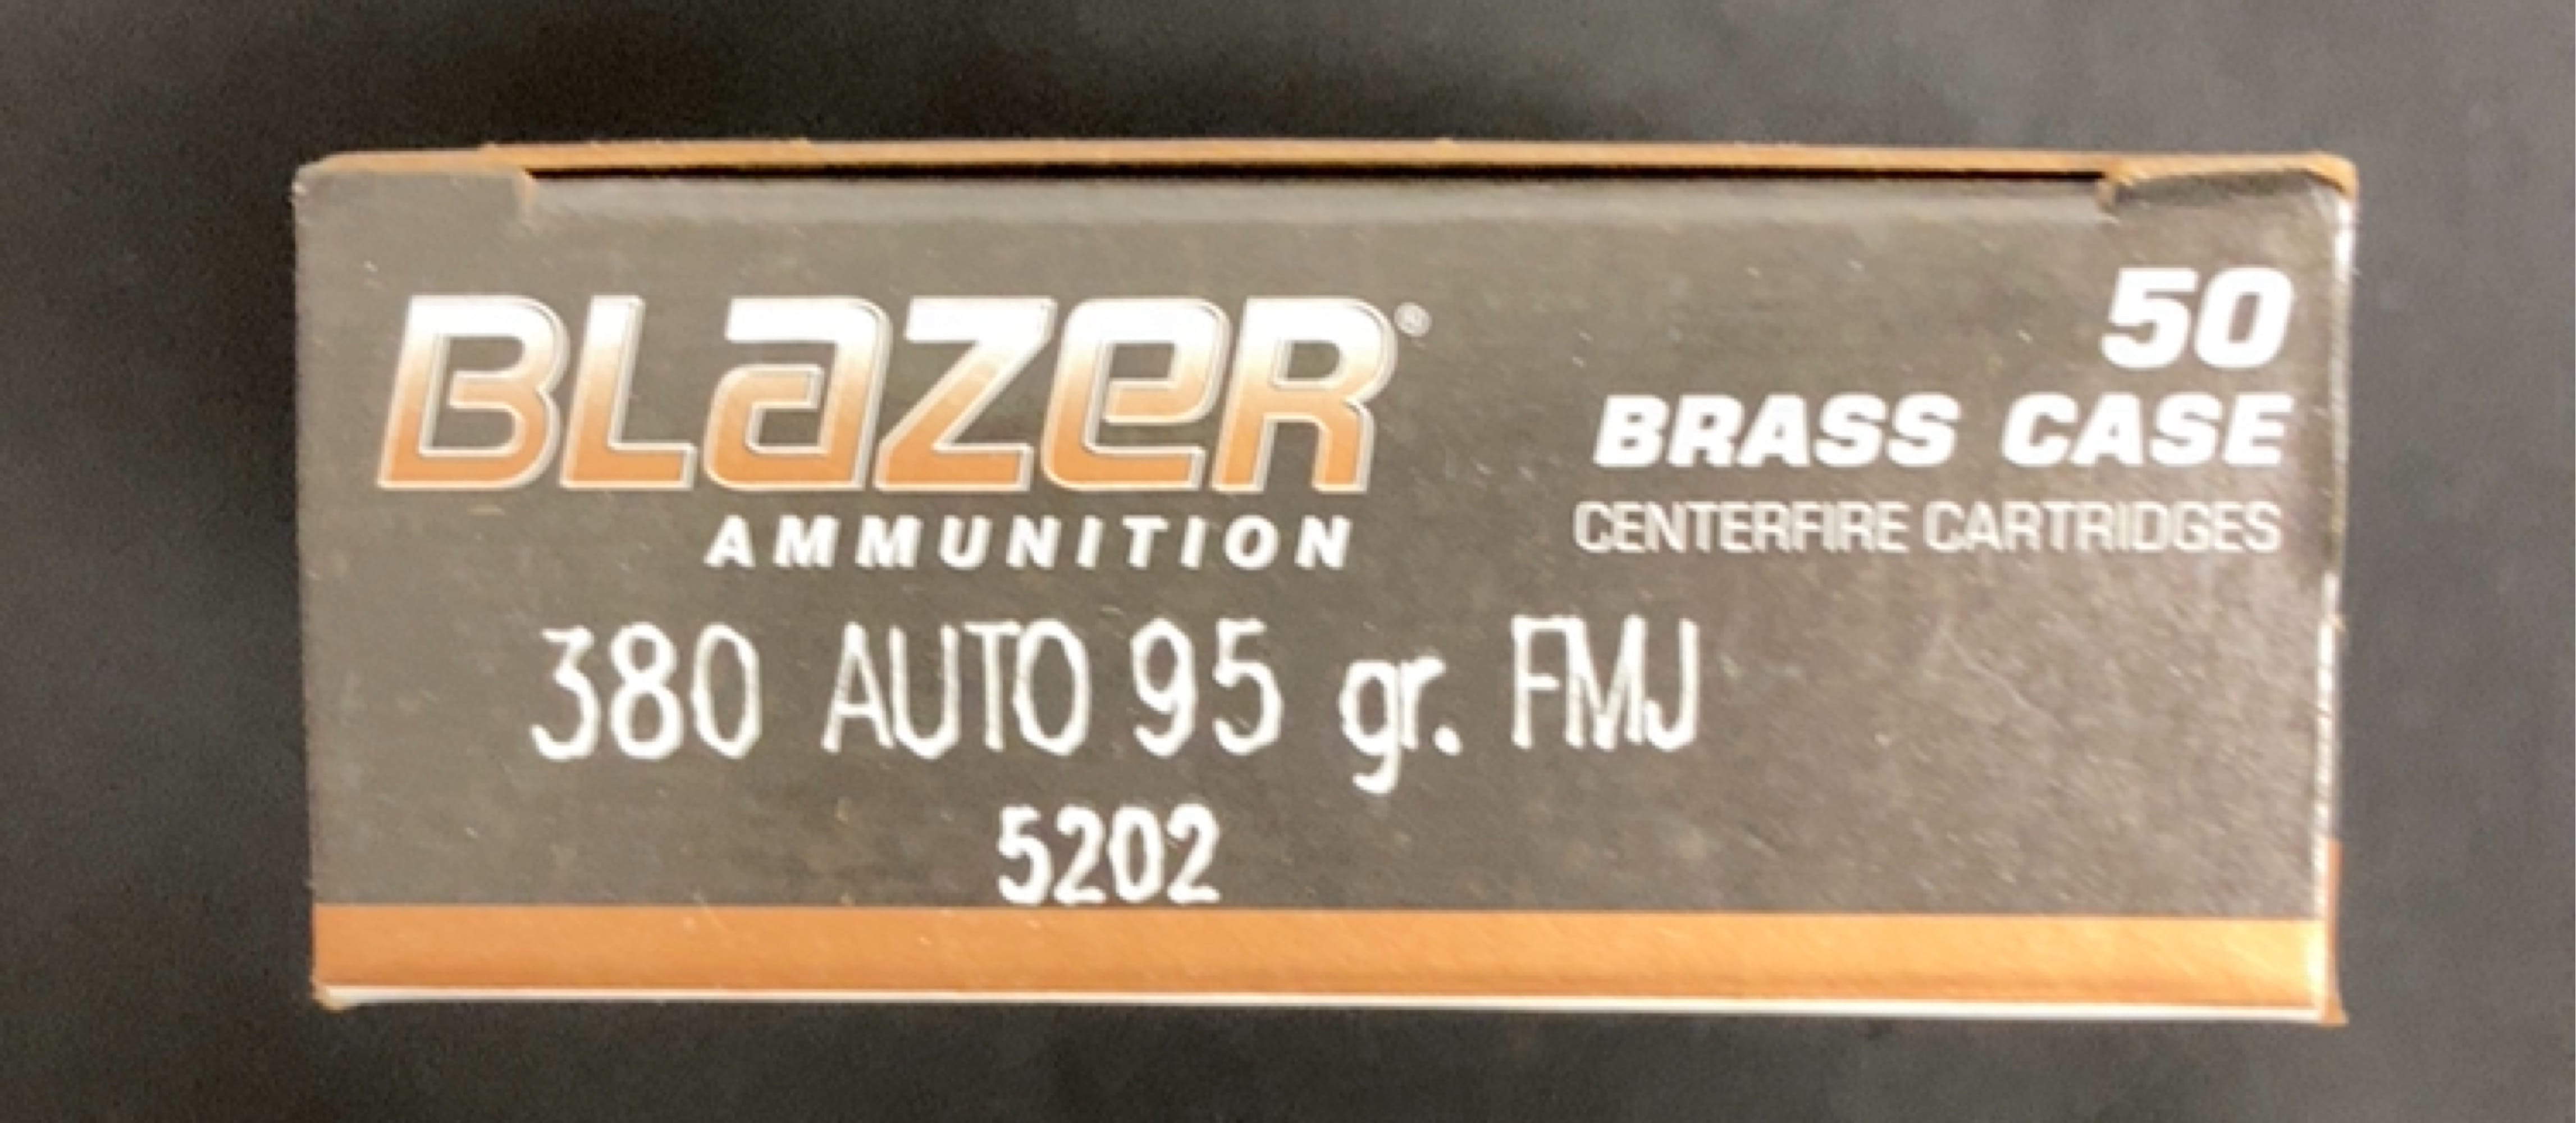 BLaZeR®
AMMUNITION
50
BRASS CASE
CENTERFIRE CARTRIDGES
380 AUTO 95 gr. FMJ
5202